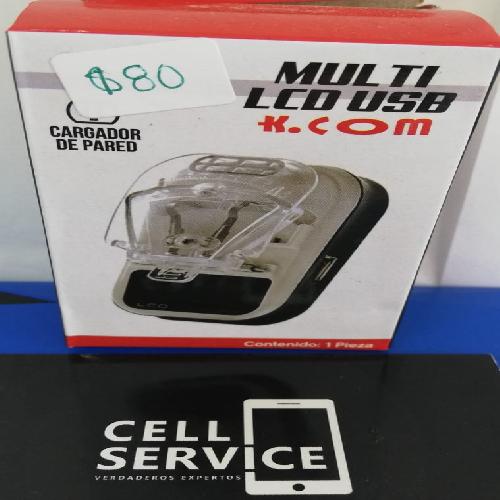 $80
MULTI
LCD USB
K.COM
CARGADOR
DE PARED
LCD
Contenido: 1 Pieza
CELL
SERVICE
VERDADEROS EXPERTOS